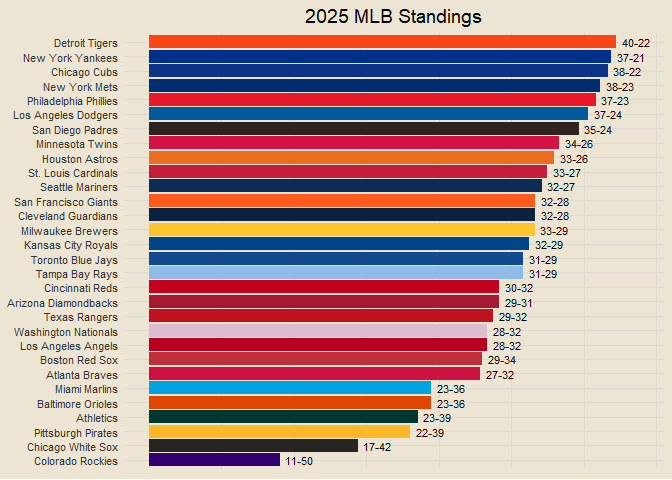 2025 MLB Standings
Detroit Tigers 40-22
New York Yankees 37-21
Chicago Cubs 38-22
New York Mets 38-23
Philadelphia Phillies 37-23
Los Angeles Dodgers 37-24
San Diego Padres 35-24
Minnesota Twins 34-26
Houston Astros 33-26
St. Louis Cardinals 33-27
Seattle Mariners 32-27
San Francisco Giants 32-28
Cleveland Guardians 32-28
Milwaukee Brewers 33-29
Kansas City Royals 32-29
Toronto Blue Jays 31-29
Tampa Bay Rays 31-29
Cincinnati Reds 30-32
Arizona Diamondbacks 29-31
Texas Rangers 29-32
Washington Nationals 28-32
Los Angeles Angels 28-32
Boston Red Sox 29-34
Atlanta Braves 27-32
Miami Marlins 23-36
Baltimore Orioles 23-36
Athletics 23-39
Pittsburgh Pirates 22-39
Chicago White Sox 17-42
Colorado Rockies 11-50